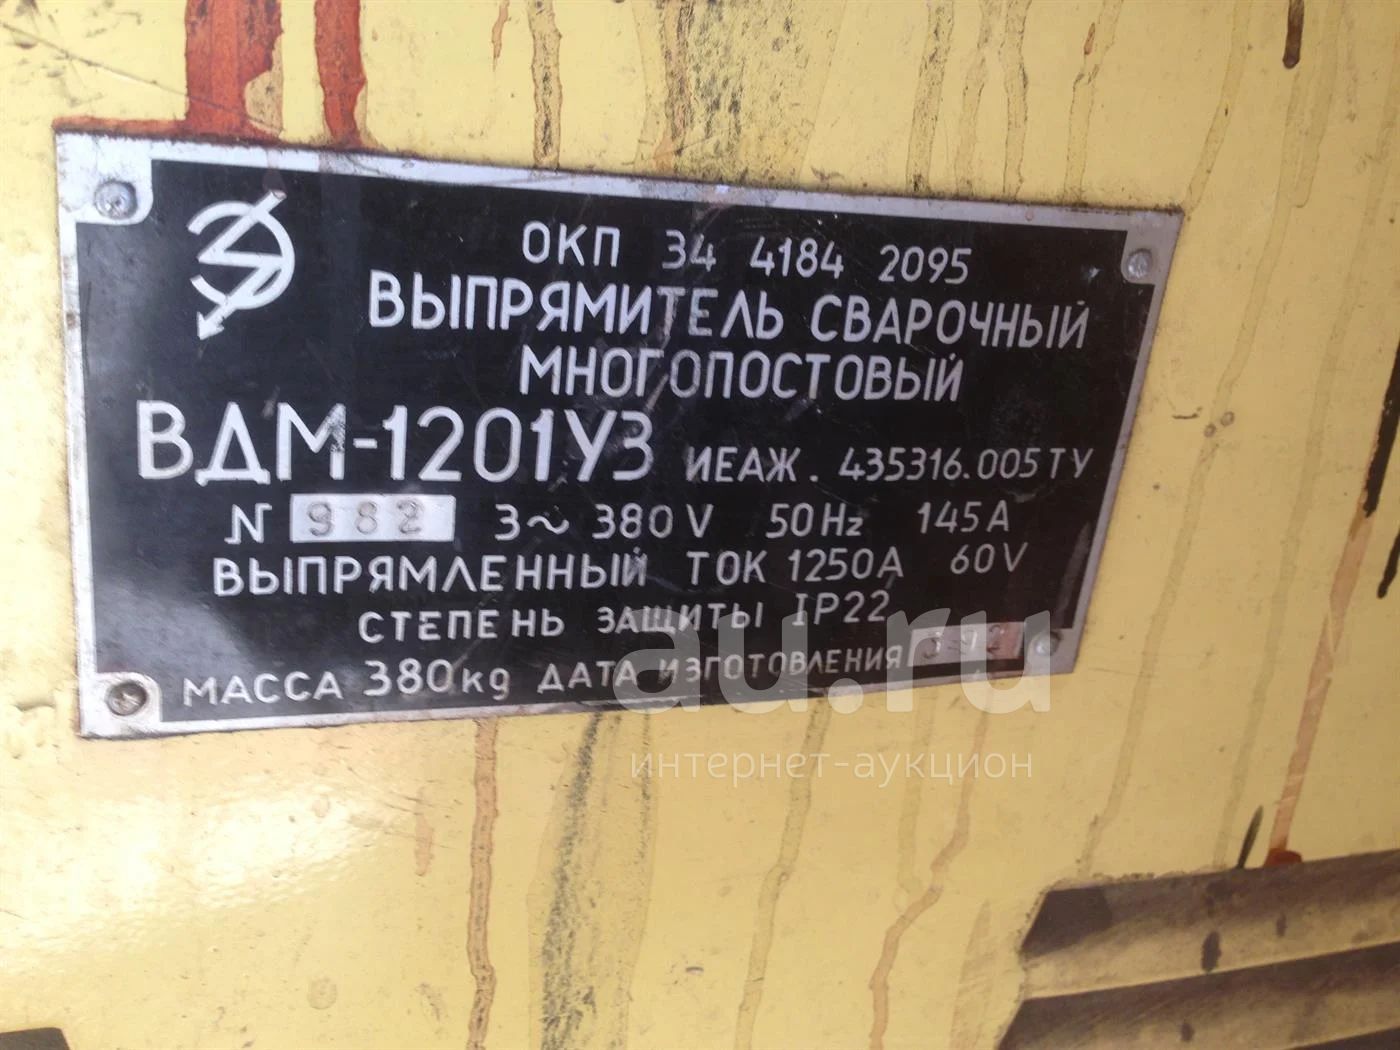 ОКП 34 4184 2095
ВЫПРЯМИТЕЛЬ СВАРОЧНЫЙ
МНОГОПОСТОВЫЙ
ВДМ-1201У3 ИЕАЖ. 435316.005ТУ
N 982 3~ 380V 50Hz 145A
ВЫПРЯМЛЕННЫЙ ТОК 1250А 60V
СТЕПЕНЬ ЗАЩИТЫ IP22
МАССА 380kg ДАТА ИЗГОТОВЛЕНИЯ
au.ru
интернет-аукцион